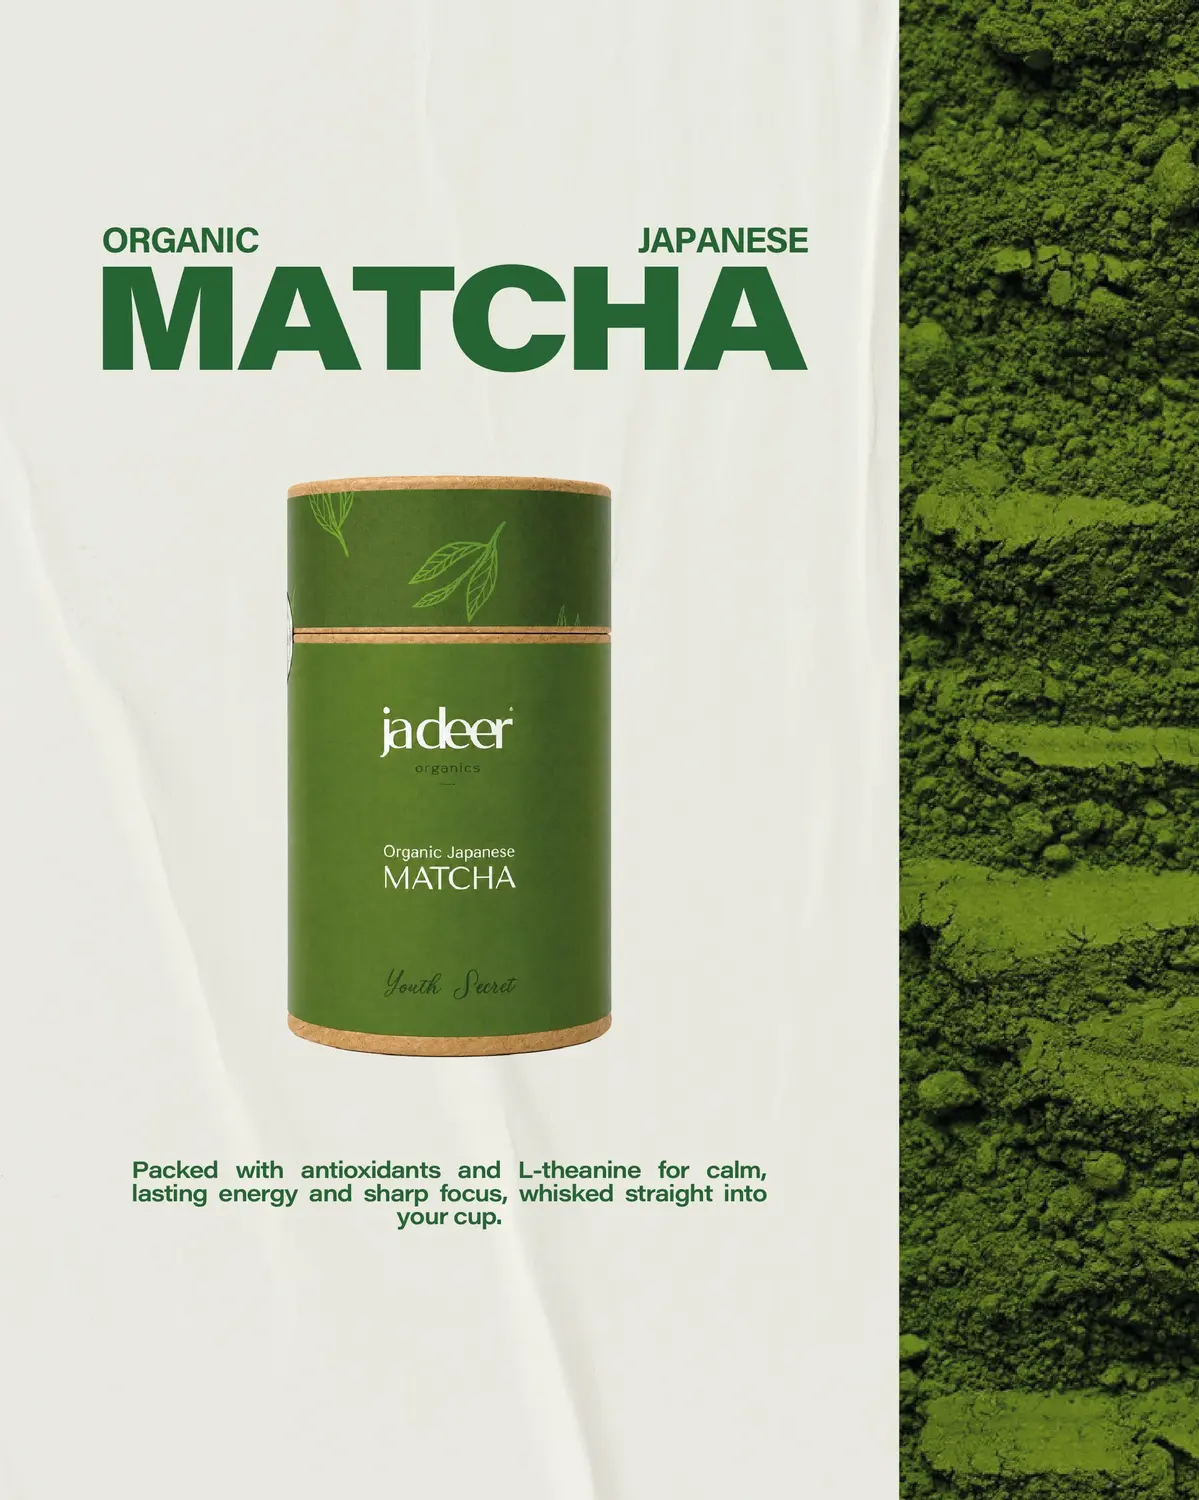 ORGANIC JAPANESE
MATCHA
jadeer
organics
Organic Japanese
MATCHA
Youth Secret
Packed with antioxidants and L-theanine for calm,
lasting energy and sharp focus, whisked straight into
your cup.